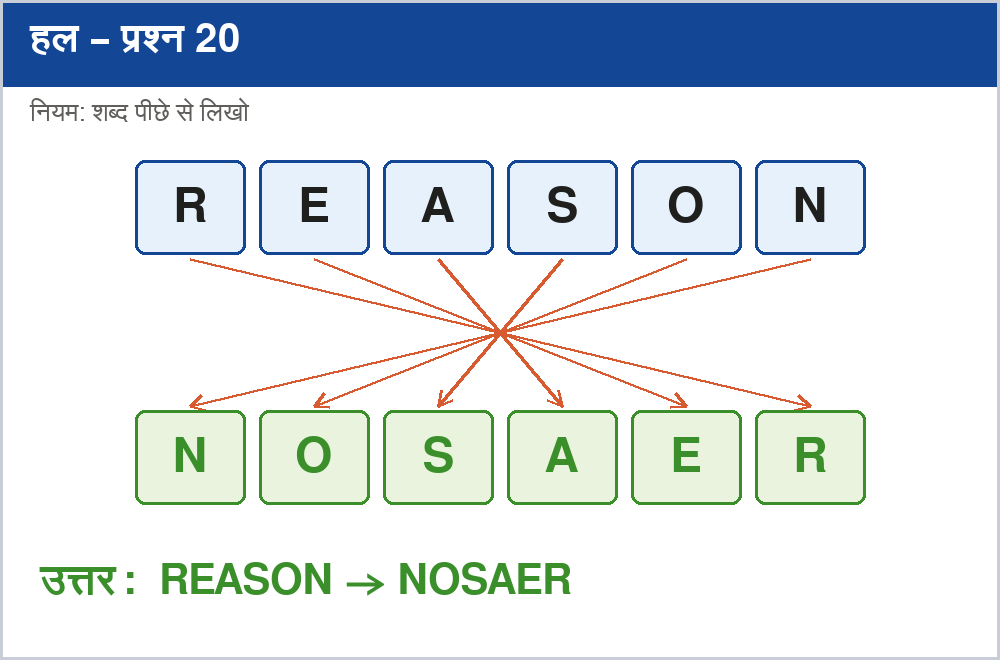 हल – प्रश्न 20
नियम: शब्द पीछे से लिखो
R E A S O N
N O S A E R
उत्तर : REASON → NOSAER